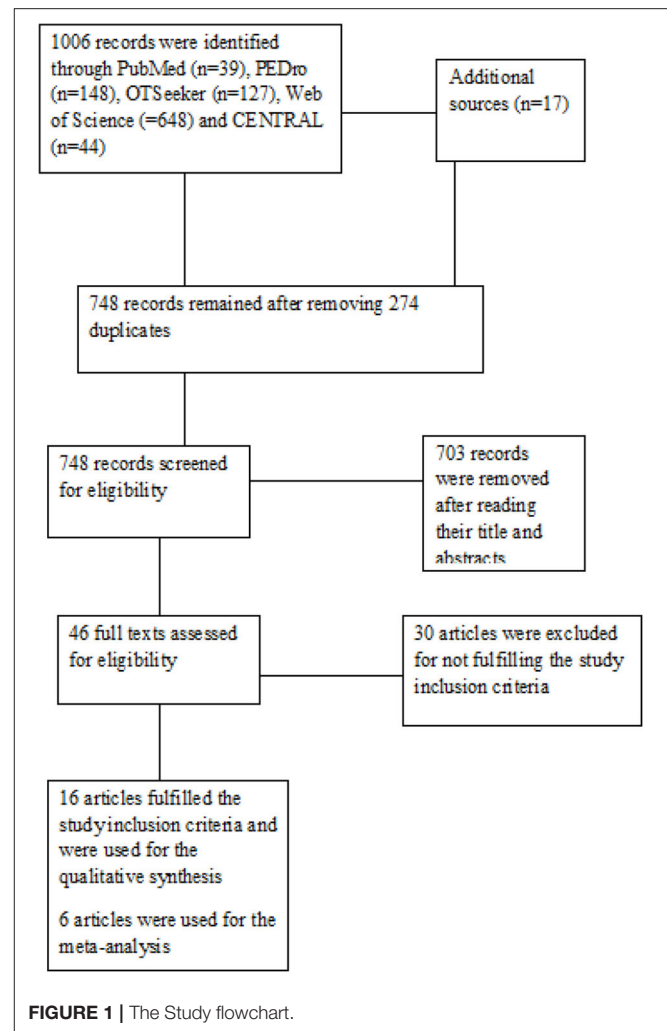 1006 records were identified
through PubMed (n=39), PEDro
(n=148), OTSeeker (n=127), Web
of Science (=648) and CENTRAL
(n=44)
Additional
sources (n=17)
748 records remained after removing 274
duplicates
748 records screened
for eligibility
703 records
were removed
after reading
their title and
abstracts
46 full texts assessed
for eligibility
30 articles were excluded
for not fulfilling the study
inclusion criteria
16 articles fulfilled the
study inclusion criteria and
were used for the
qualitative synthesis
6 articles were used for the
meta-analysis
FIGURE 1 | The Study flowchart.